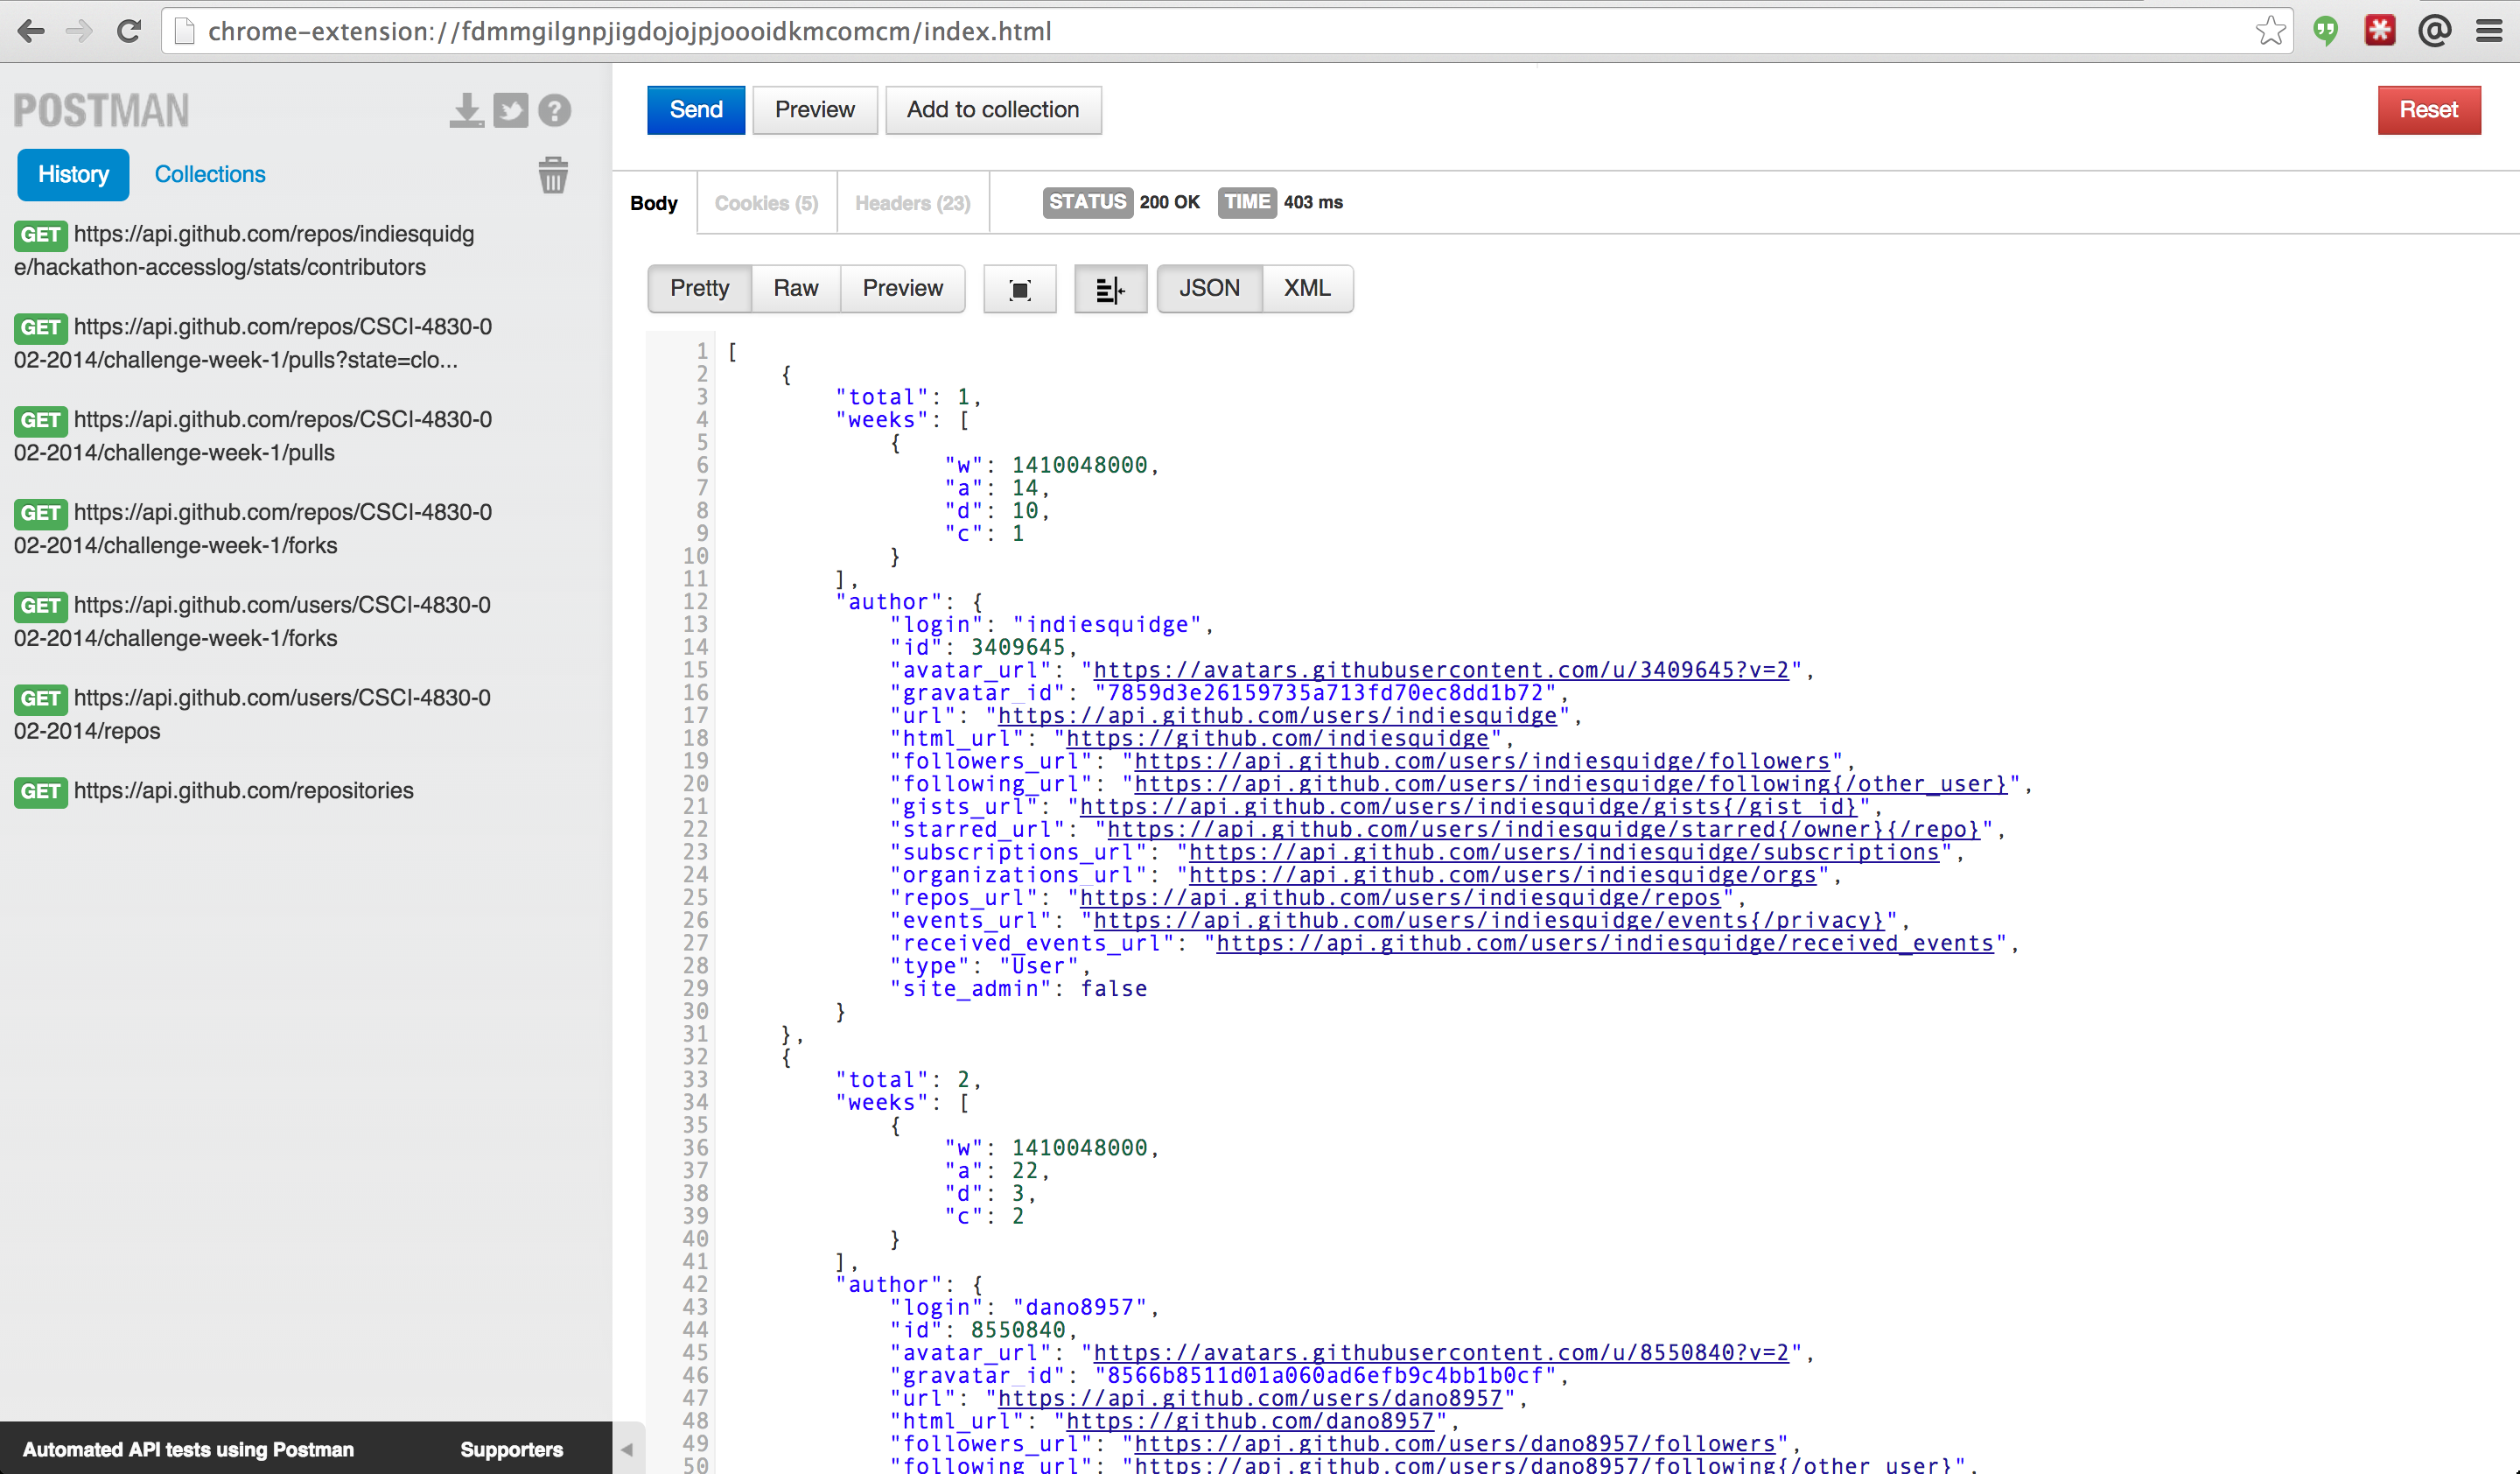 chrome-extension://fdmmgilgnpjigdojojpjoooidkmcomcm/index.html
POSTMAN
History Collections
GET https://api.github.com/repos/indiesquidg
e/hackathon-accesslog/stats/contributors
GET https://api.github.com/repos/CSCI-4830-0
02-2014/challenge-week-1/pulls?state=clo...
GET https://api.github.com/repos/CSCI-4830-0
02-2014/challenge-week-1/pulls
GET https://api.github.com/repos/CSCI-4830-0
02-2014/challenge-week-1/forks
GET https://api.github.com/users/CSCI-4830-0
02-2014/challenge-week-1/forks
GET https://api.github.com/users/CSCI-4830-0
02-2014/repos
GET https://api.github.com/repositories
Automated API tests using Postman Supporters
Send Preview Add to collection Reset
Body Cookies (5) Headers (23) STATUS 200 OK TIME 403 ms
Pretty Raw Preview JSON XML
1 [
2 {
3 "total": 1,
4 "weeks": [
5 {
6 "w": 1410048000,
7 "a": 14,
8 "d": 10,
9 "c": 1
10 }
11 ],
12 "author": {
13 "login": "indiesquidge",
14 "id": 3409645,
15 "avatar_url": "https://avatars.githubusercontent.com/u/3409645?v=2",
16 "gravatar_id": "7859d3e26159735a713fd70ec8dd1b72",
17 "url": "https://api.github.com/users/indiesquidge",
18 "html_url": "https://github.com/indiesquidge",
19 "followers_url": "https://api.github.com/users/indiesquidge/followers",
20 "following_url": "https://api.github.com/users/indiesquidge/following{/other_user}",
21 "gists_url": "https://api.github.com/users/indiesquidge/gists{/gist_id}",
22 "starred_url": "https://api.github.com/users/indiesquidge/starred{/owner}{/repo}",
23 "subscriptions_url": "https://api.github.com/users/indiesquidge/subscriptions",
24 "organizations_url": "https://api.github.com/users/indiesquidge/orgs",
25 "repos_url": "https://api.github.com/users/indiesquidge/repos",
26 "events_url": "https://api.github.com/users/indiesquidge/events{/privacy}",
27 "received_events_url": "https://api.github.com/users/indiesquidge/received_events",
28 "type": "User",
29 "site_admin": false
30 }
31 },
32 {
33 "total": 2,
34 "weeks": [
35 {
36 "w": 1410048000,
37 "a": 22,
38 "d": 3,
39 "c": 2
40 }
41 ],
42 "author": {
43 "login": "dano8957",
44 "id": 8550840,
45 "avatar_url": "https://avatars.githubusercontent.com/u/8550840?v=2",
46 "gravatar_id": "8566b8511d01a060ad6efb9c4bb1b0cf",
47 "url": "https://api.github.com/users/dano8957",
48 "html_url": "https://github.com/dano8957",
49 "followers_url": "https://api.github.com/users/dano8957/followers",
50 "following_url": "https://api.github.com/users/dano8957/following{/other_user}",